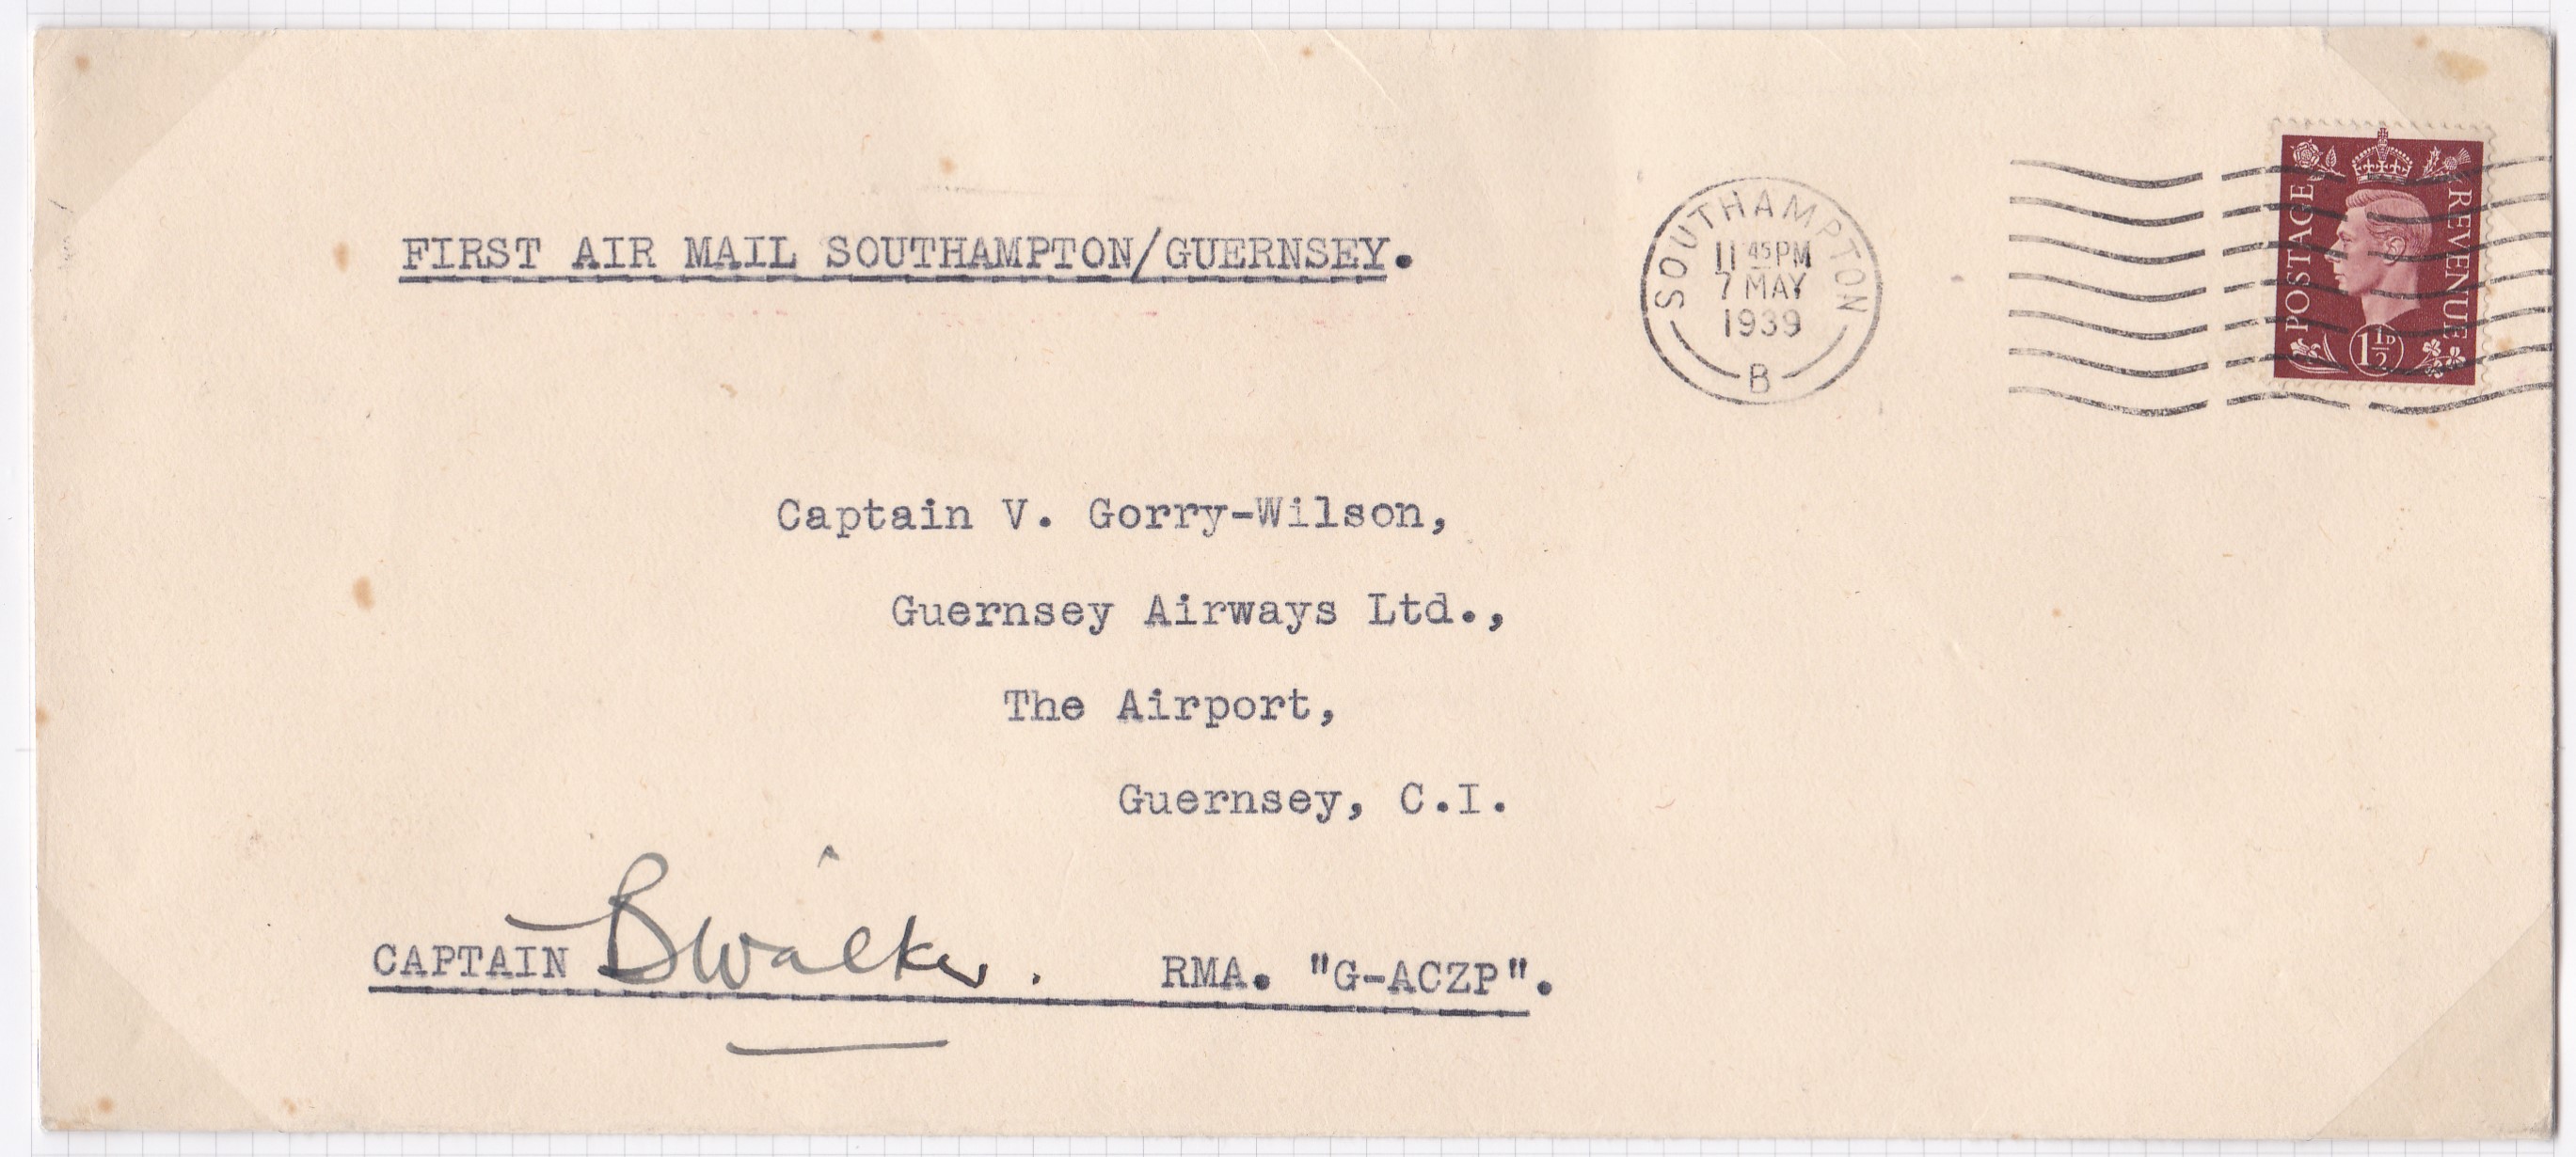 FIRST AIR MAIL SOUTHAMPTON/GUERNSEY.
SOUTHAMPTON
11 45 PM
7 MAY
1939
B
POSTAGE
REVENUE
1½D
Captain V. Gorry-Wilson,
Guernsey Airways Ltd.,
The Airport,
Guernsey, C.I.
CAPTAIN B Walker. RMA. "G-ACZP".